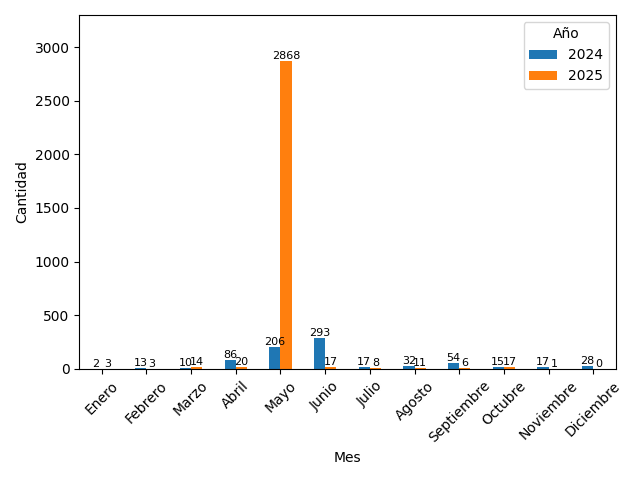 Año
2024
2025
3000
2500
2000
1500
1000
500
0
Cantidad
2 3 13 3 10 14 86 20 206 2868 293 17 17 8 32 11 54 6 15 17 17 1 28 0
Enero Febrero Marzo Abril Mayo Junio Julio Agosto Septiembre Octubre Noviembre Diciembre
Mes